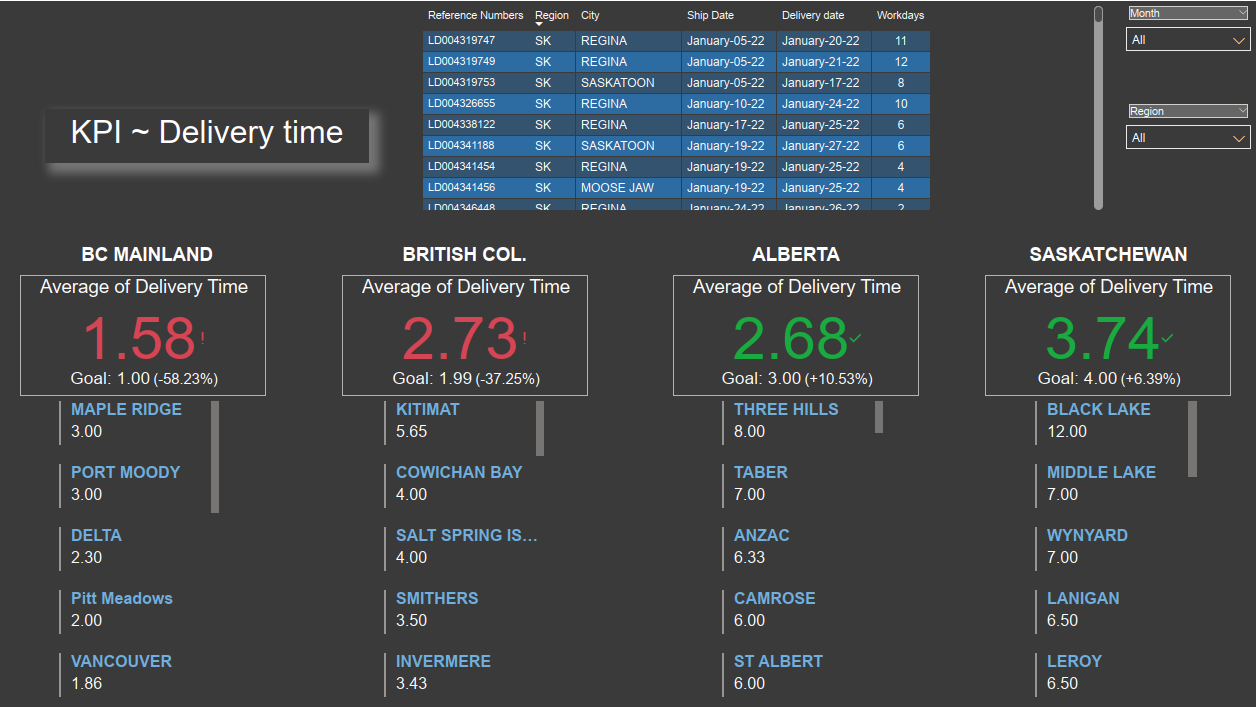 Reference Numbers Region City Ship Date Delivery date Workdays
LD004319747 SK REGINA January-05-22 January-20-22 11
LD004319749 SK REGINA January-05-22 January-21-22 12
LD004319753 SK SASKATOON January-05-22 January-17-22 8
LD004326655 SK REGINA January-10-22 January-24-22 10
LD004338122 SK REGINA January-17-22 January-25-22 6
LD004341188 SK SASKATOON January-19-22 January-27-22 6
LD004341454 SK REGINA January-19-22 January-25-22 4
LD004341456 SK MOOSE JAW January-19-22 January-25-22 4
LD004346448 SK REGINA January-24-22 January-26-22 2
Month
All
Region
All
KPI ~ Delivery time
BC MAINLAND
Average of Delivery Time
1.58!
Goal: 1.00 (-58.23%)
MAPLE RIDGE
3.00
PORT MOODY
3.00
DELTA
2.30
Pitt Meadows
2.00
VANCOUVER
1.86
BRITISH COL.
Average of Delivery Time
2.73!
Goal: 1.99 (-37.25%)
KITIMAT
5.65
COWICHAN BAY
4.00
SALT SPRING IS…
4.00
SMITHERS
3.50
INVERMERE
3.43
ALBERTA
Average of Delivery Time
2.68✓
Goal: 3.00 (+10.53%)
THREE HILLS
8.00
TABER
7.00
ANZAC
6.33
CAMROSE
6.00
ST ALBERT
6.00
SASKATCHEWAN
Average of Delivery Time
3.74✓
Goal: 4.00 (+6.39%)
BLACK LAKE
12.00
MIDDLE LAKE
7.00
WYNYARD
7.00
LANIGAN
6.50
LEROY
6.50